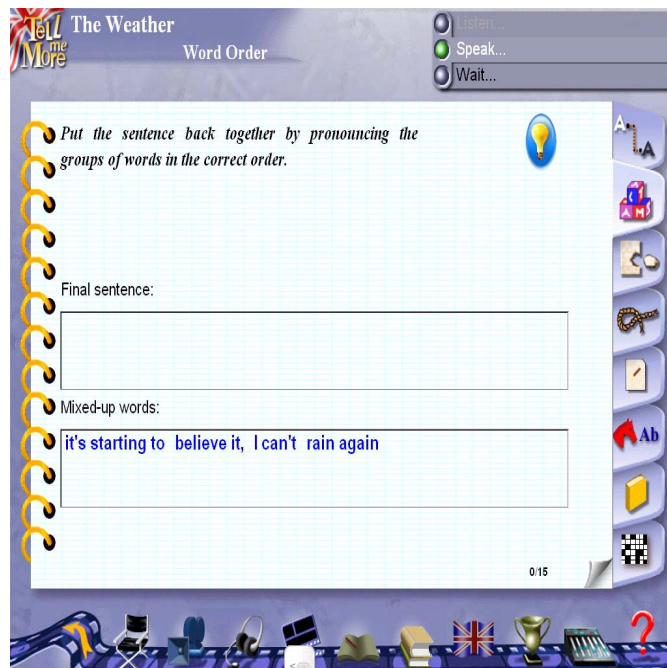 Tell me More
The Weather
Word Order
Listen...
Speak...
Wait...
Put the sentence back together by pronouncing the
groups of words in the correct order.
A
A
A M
Final sentence:
Mixed-up words:
Ab
it's starting to believe it, I can't rain again
0/15
?